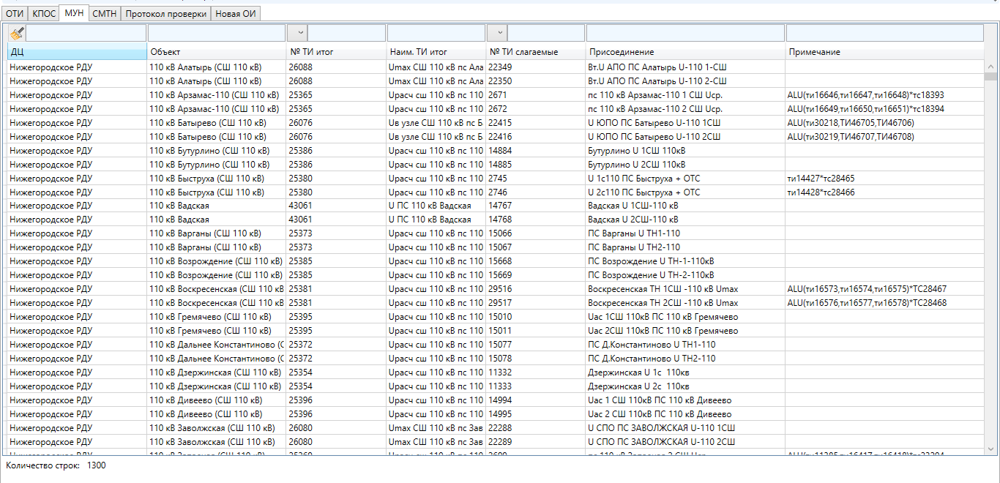 ОТИ КПОС МУН СМТН Протокол проверки Новая ОИ
ДЦ Объект № ТИ итог Наим. ТИ итог № ТИ слагаемые Присоединение Примечание
Нижегородское РДУ 110 кВ Алатырь (СШ 110 кВ) 26088 Umax СШ 110 кВ пс Ала 22349 Вт.U АПО ПС Алатырь U-110 1-СШ
Нижегородское РДУ 110 кВ Алатырь (СШ 110 кВ) 26088 Umax СШ 110 кВ пс Ала 22350 Вт.U АПО ПС Алатырь U-110 2-СШ
Нижегородское РДУ 110 кВ Арзамас-110 (СШ 110 кВ) 25365 Uрасч сш 110 кВ пс 110 2671 пс 110 кВ Арзамас-110 1 СШ Uср. ALU(ти16646,ти16647,ти16648)*тс18393
Нижегородское РДУ 110 кВ Арзамас-110 (СШ 110 кВ) 25365 Uрасч сш 110 кВ пс 110 2672 пс 110 кВ Арзамас-110 2 СШ Uср. ALU(ти16649,ти16650,ти16651)*тс18394
Нижегородское РДУ 110 кВ Батырево (СШ 110 кВ) 26076 Uв узле СШ 110 кВ пс Б 22415 U ЮПО ПС Батырево U-110 1СШ ALU(ти30218,ТИ46705,ТИ46706)
Нижегородское РДУ 110 кВ Батырево (СШ 110 кВ) 26076 Uв узле СШ 110 кВ пс Б 22416 U ЮПО ПС Батырево U-110 2СШ ALU(ти30219,ТИ46707,ТИ46708)
Нижегородское РДУ 110 кВ Бутурлино (СШ 110 кВ) 25386 Uрасч сш 110 кВ пс 110 14884 Бутурлино U 1СШ 110кВ
Нижегородское РДУ 110 кВ Бутурлино (СШ 110 кВ) 25386 Uрасч сш 110 кВ пс 110 14885 Бутурлино U 2СШ 110кВ
Нижегородское РДУ 110 кВ Быструха (СШ 110 кВ) 25380 Uрасч сш 110 кВ пс 110 2745 U 1с110 ПС Быструха + ОТС ти14427*тс28465
Нижегородское РДУ 110 кВ Быструха (СШ 110 кВ) 25380 Uрасч сш 110 кВ пс 110 2746 U 2с110 ПС Быструха + ОТС ти14428*тс28466
Нижегородское РДУ 110 кВ Вадская 43061 U ПС 110 кВ Вадская 14767 Вадская U 1СШ-110 кВ
Нижегородское РДУ 110 кВ Вадская 43061 U ПС 110 кВ Вадская 14768 Вадская U 2СШ-110 кВ
Нижегородское РДУ 110 кВ Варганы (СШ 110 кВ) 25373 Uрасч сш 110 кВ пс 110 15066 ПС Варганы U ТН1-110
Нижегородское РДУ 110 кВ Варганы (СШ 110 кВ) 25373 Uрасч сш 110 кВ пс 110 15067 ПС Варганы U ТН2-110
Нижегородское РДУ 110 кВ Возрождение (СШ 110 кВ) 25385 Uрасч сш 110 кВ пс 110 15668 ПС Возрождение U ТН-1-110кВ
Нижегородское РДУ 110 кВ Возрождение (СШ 110 кВ) 25385 Uрасч сш 110 кВ пс 110 15669 ПС Возрождение U ТН-2-110кВ
Нижегородское РДУ 110 кВ Воскресенская (СШ 110 кВ 25381 Uрасч сш 110 кВ пс 110 29516 Воскресенская ТН 1СШ -110 кВ Umax ALU(ти16573,ти16574,ти16575)*ТС28467
Нижегородское РДУ 110 кВ Воскресенская (СШ 110 кВ 25381 Uрасч сш 110 кВ пс 110 29517 Воскресенская ТН 2СШ -110 кВ Umax ALU(ти16576,ти16577,ти16578)*ТС28468
Нижегородское РДУ 110 кВ Гремячево (СШ 110 кВ) 25395 Uрасч сш 110 кВ пс 110 15010 Uac 1СШ 110кВ ПС 110 кВ Гремячево
Нижегородское РДУ 110 кВ Гремячево (СШ 110 кВ) 25395 Uрасч сш 110 кВ пс 110 15011 Uac 2СШ 110кВ ПС 110 кВ Гремячево
Нижегородское РДУ 110 кВ Дальнее Константиново (С 25372 Uрасч сш 110 кВ пс 110 15077 ПС Д.Константиново U ТН1-110
Нижегородское РДУ 110 кВ Дальнее Константиново (С 25372 Uрасч сш 110 кВ пс 110 15078 ПС Д.Константиново U ТН2-110
Нижегородское РДУ 110 кВ Дзержинская (СШ 110 кВ) 25354 Uрасч сш 110 кВ пс 110 11332 Дзержинская U 1с 110кв
Нижегородское РДУ 110 кВ Дзержинская (СШ 110 кВ) 25354 Uрасч сш 110 кВ пс 110 11333 Дзержинская U 2с 110кв
Нижегородское РДУ 110 кВ Дивеево (СШ 110 кВ) 25396 Uрасч сш 110 кВ пс 110 14994 Uac 1 СШ 110кВ ПС 110 кВ Дивеево
Нижегородское РДУ 110 кВ Дивеево (СШ 110 кВ) 25396 Uрасч сш 110 кВ пс 110 14995 Uac 2 СШ 110кВ ПС 110 кВ Дивеево
Нижегородское РДУ 110 кВ Заволжская (СШ 110 кВ) 26080 Umax СШ 110 кВ пс Зав 22288 U СПО ПС ЗАВОЛЖСКАЯ U-110 1СШ
Нижегородское РДУ 110 кВ Заволжская (СШ 110 кВ) 26080 Umax СШ 110 кВ пс Зав 22289 U СПО ПС ЗАВОЛЖСКАЯ U-110 2СШ
Количество строк: 1300